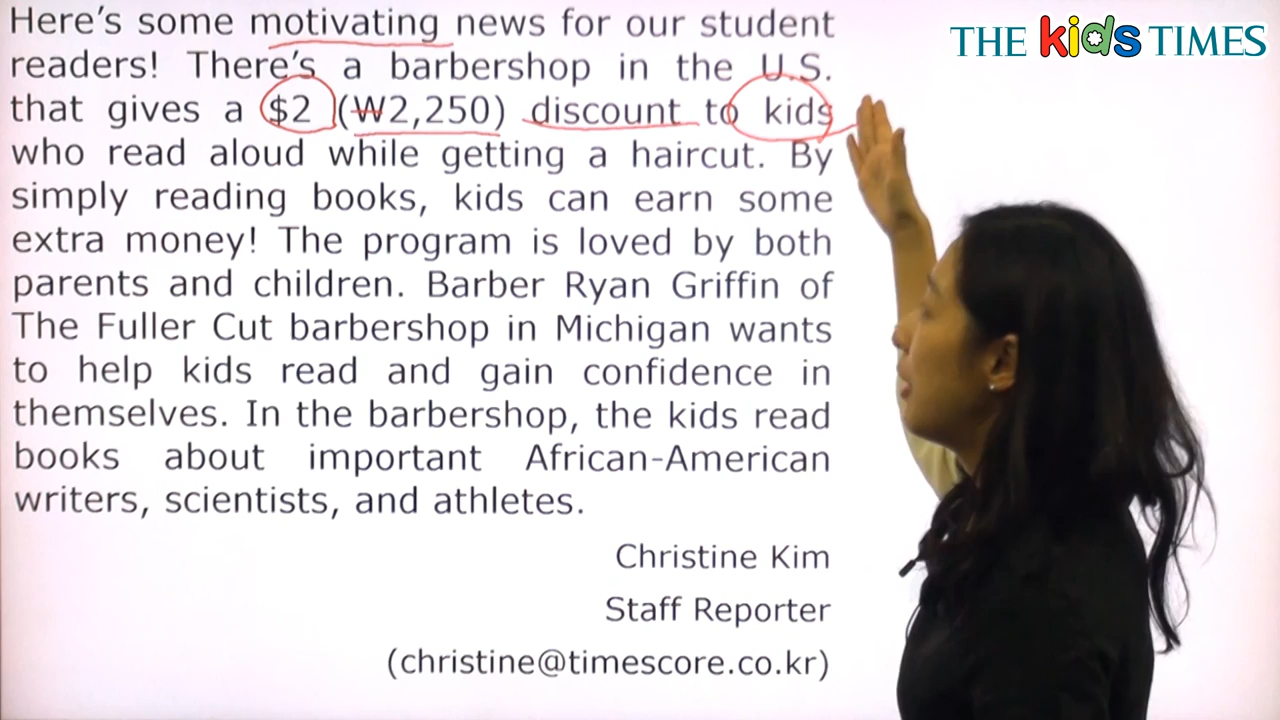 Here's some motivating news for our student
readers! There's a barbershop in the U.S.
that gives a $2 (₩2,250) discount to kids
who read aloud while getting a haircut. By
simply reading books, kids can earn some
extra money! The program is loved by both
parents and children. Barber Ryan Griffin of
The Fuller Cut barbershop in Michigan wants
to help kids read and gain confidence in
themselves. In the barbershop, the kids read
books about important African-American
writers, scientists, and athletes.
Christine Kim
Staff Reporter
(christine@timescore.co.kr)
THE kids TIMES